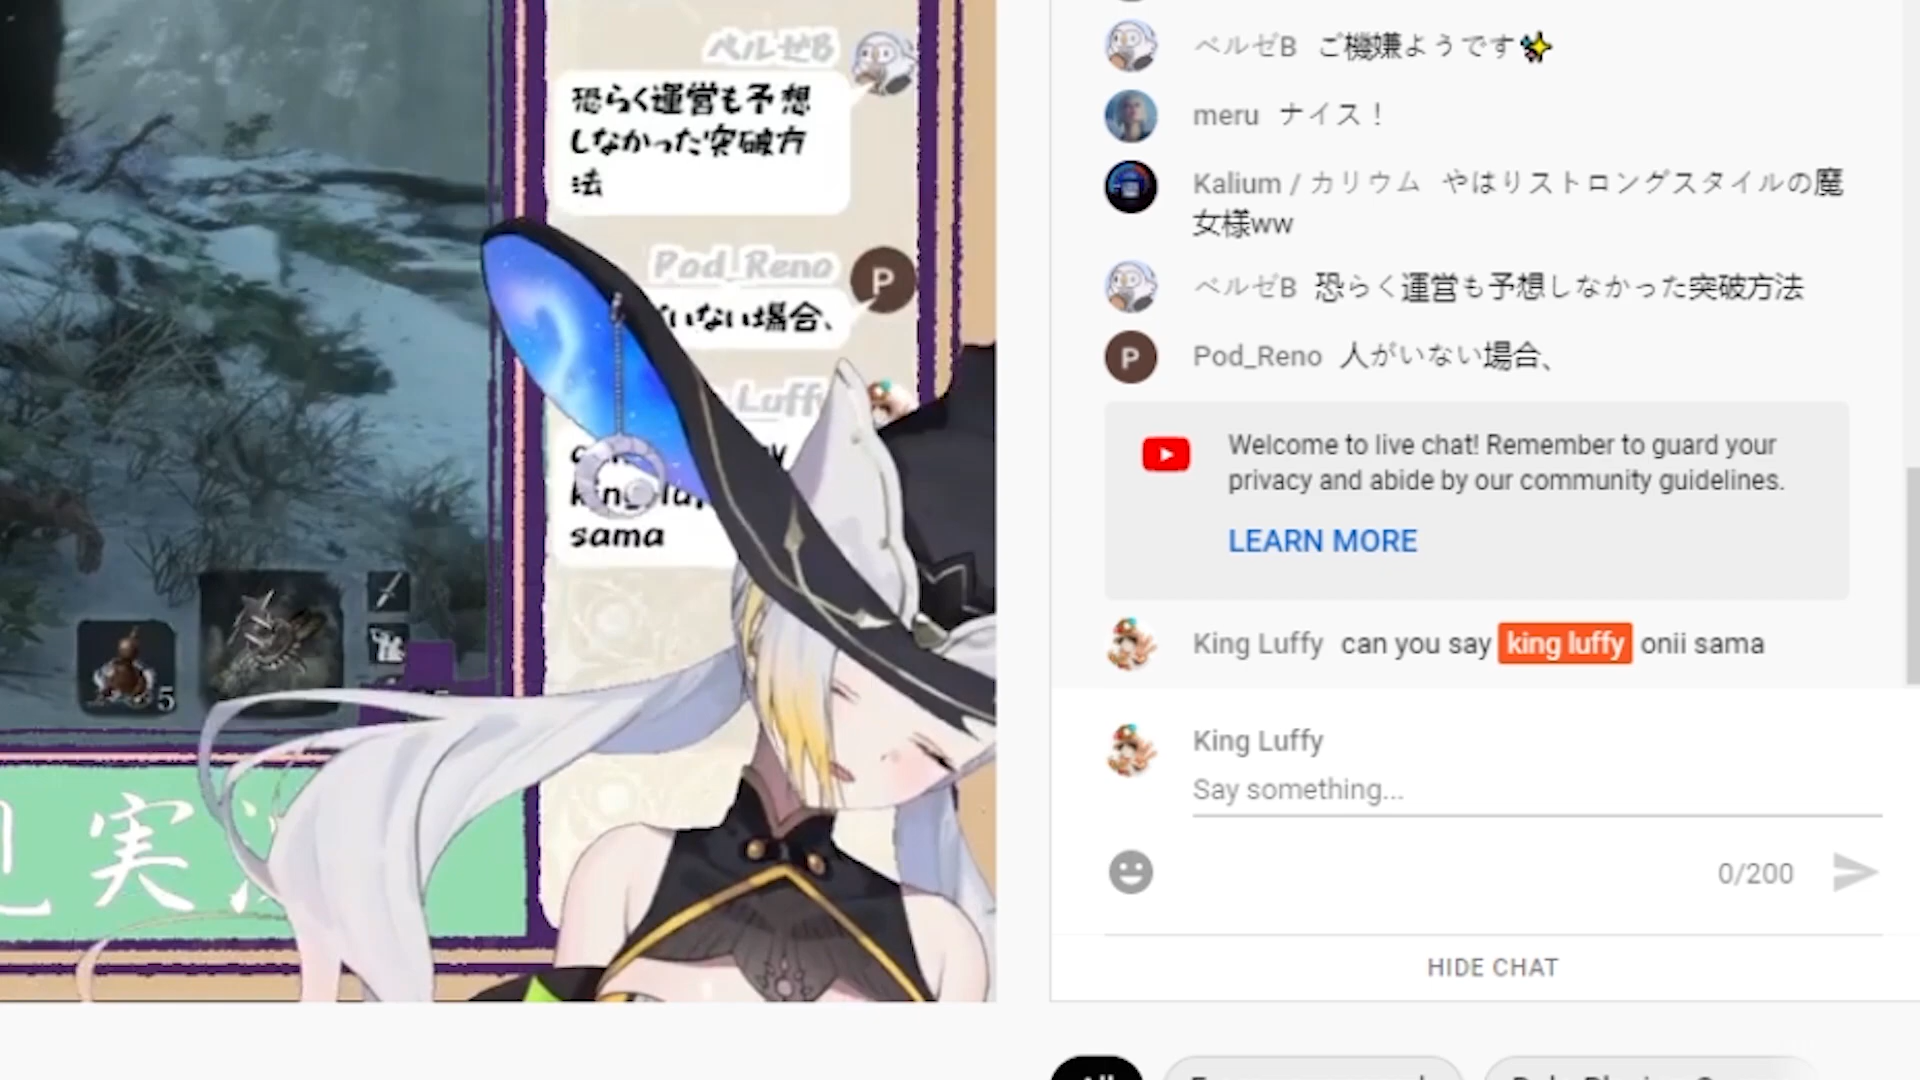 ベルゼB
恐らく運営も予想
しなかった突破方
法
Pod_Reno
いない場合、
Luffy
sama
5
実
ベルゼB ご機嫌ようです✨
meru ナイス！
Kalium / カリウム やはりストロングスタイルの魔
女様ww
ベルゼB 恐らく運営も予想しなかった突破方法
P Pod_Reno 人がいない場合、
Welcome to live chat! Remember to guard your
privacy and abide by our community guidelines.
LEARN MORE
King Luffy can you say king luffy onii sama
King Luffy
Say something...
0/200
HIDE CHAT